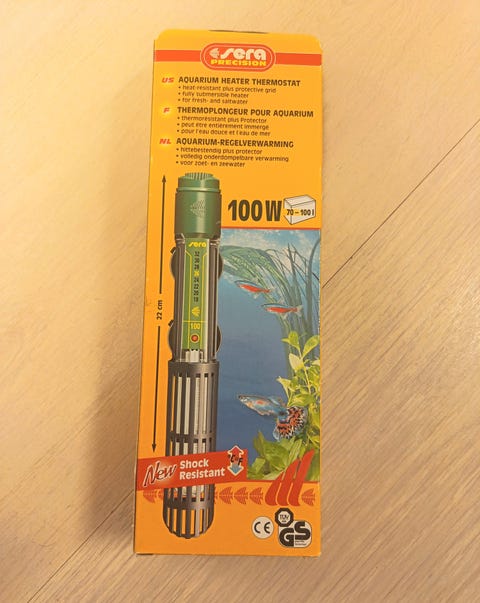 sera
PRECISION
US AQUARIUM HEATER THERMOSTAT
• heat-resistant plus protective grid
• fully submersible heater
• for fresh- and saltwater
F THERMOPLONGEUR POUR AQUARIUM
• thermorésistant plus Protector
• peut être entièrement immergé
• pour l'eau douce et l'eau de mer
NL AQUARIUM-REGELVERWARMING
• hittebestendig plus protector
• volledig onderdompelbare verwarming
• voor zoet- en zeewater
100W
70 – 100 l
sera
100
22 cm
New Shock
Resistant
°C °F
CE
TÜV
GS